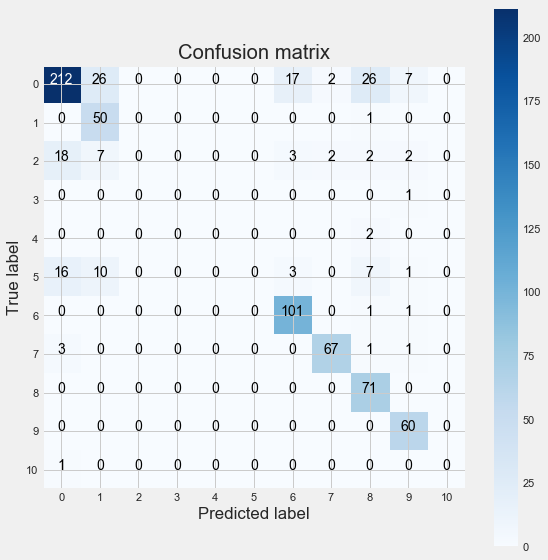 Confusion matrix
0 212 26 0 0 0 0 17 2 26 7 0
1 0 50 0 0 0 0 0 0 1 0 0
2 18 7 0 0 0 0 3 2 2 2 0
3 0 0 0 0 0 0 0 0 0 1 0
4 0 0 0 0 0 0 0 0 2 0 0
5 16 10 0 0 0 0 3 0 7 1 0
6 0 0 0 0 0 0 101 0 1 1 0
7 3 0 0 0 0 0 0 67 1 1 0
8 0 0 0 0 0 0 0 0 71 0 0
9 0 0 0 0 0 0 0 0 0 60 0
10 1 0 0 0 0 0 0 0 0 0 0
0 1 2 3 4 5 6 7 8 9 10
True label
Predicted label
200
175
150
125
100
75
50
25
0